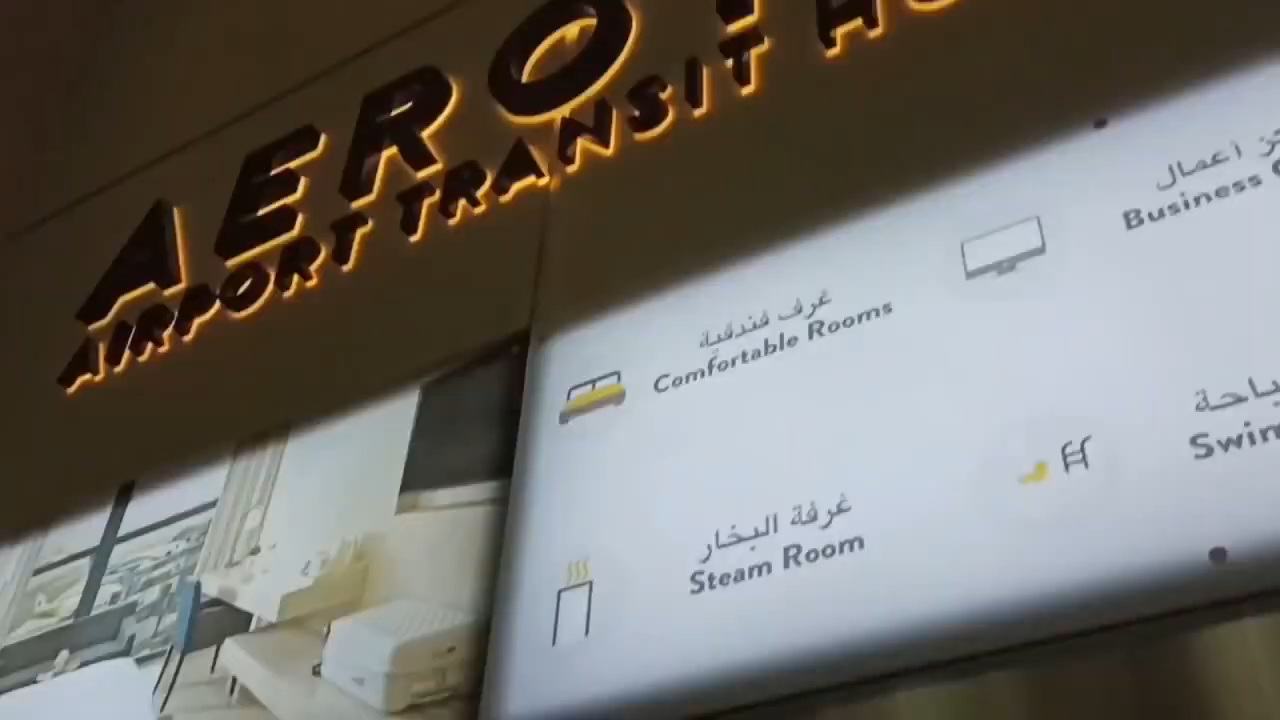 AERO
AIRPORT TRANSIT
غرف فندقية
Comfortable Rooms
اعمال
Business
غرفة البخار
Steam Room